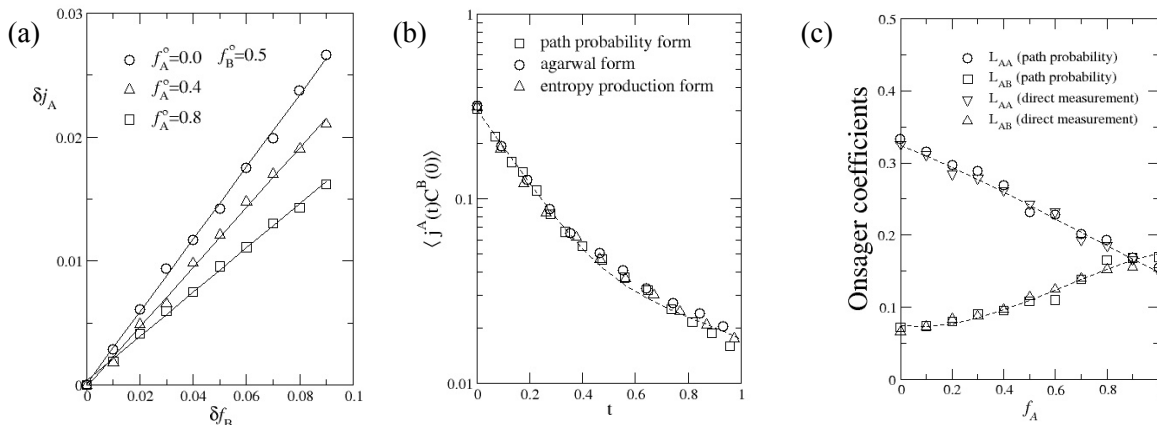 (a)
0.03
0.02
0.01
0
δj_A
f_A^o=0.0 f_B^o=0.5
f_A^o=0.4
f_A^o=0.8
0 0.02 0.04 0.06 0.08 0.1
δf_B
(b)
1
0.1
0.01
⟨ j^A(t)C^B(0)⟩
path probability form
agarwal form
entropy production form
0 0.2 0.4 0.6 0.8 1
t
(c)
0.5
0.4
0.3
0.2
0.1
0.0
Onsager coefficients
L_AA (path probability)
L_AB (path probability)
L_AA (direct measurement)
L_AB (direct measurement)
0 0.2 0.4 0.6 0.8
f_A